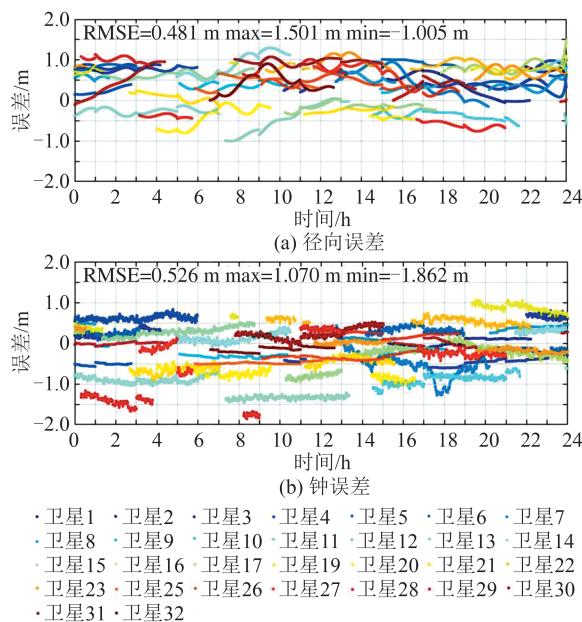 RMSE=0.481 m max=1.501 m min=−1.005 m
2.0
1.0
0
−1.0
−2.0
误差/m
0 2 4 6 8 10 12 14 16 18 20 22 24
时间/h
(a) 径向误差
RMSE=0.526 m max=1.070 m min=−1.862 m
2.0
1.0
0
−1.0
−2.0
误差/m
0 2 4 6 8 10 12 14 16 18 20 22 24
时间/h
(b) 钟误差
卫星1 卫星2 卫星3 卫星4 卫星5 卫星6 卫星7
卫星8 卫星9 卫星10 卫星11 卫星12 卫星13 卫星14
卫星15 卫星16 卫星17 卫星19 卫星20 卫星21 卫星22
卫星23 卫星25 卫星26 卫星27 卫星28 卫星29 卫星30
卫星31 卫星32